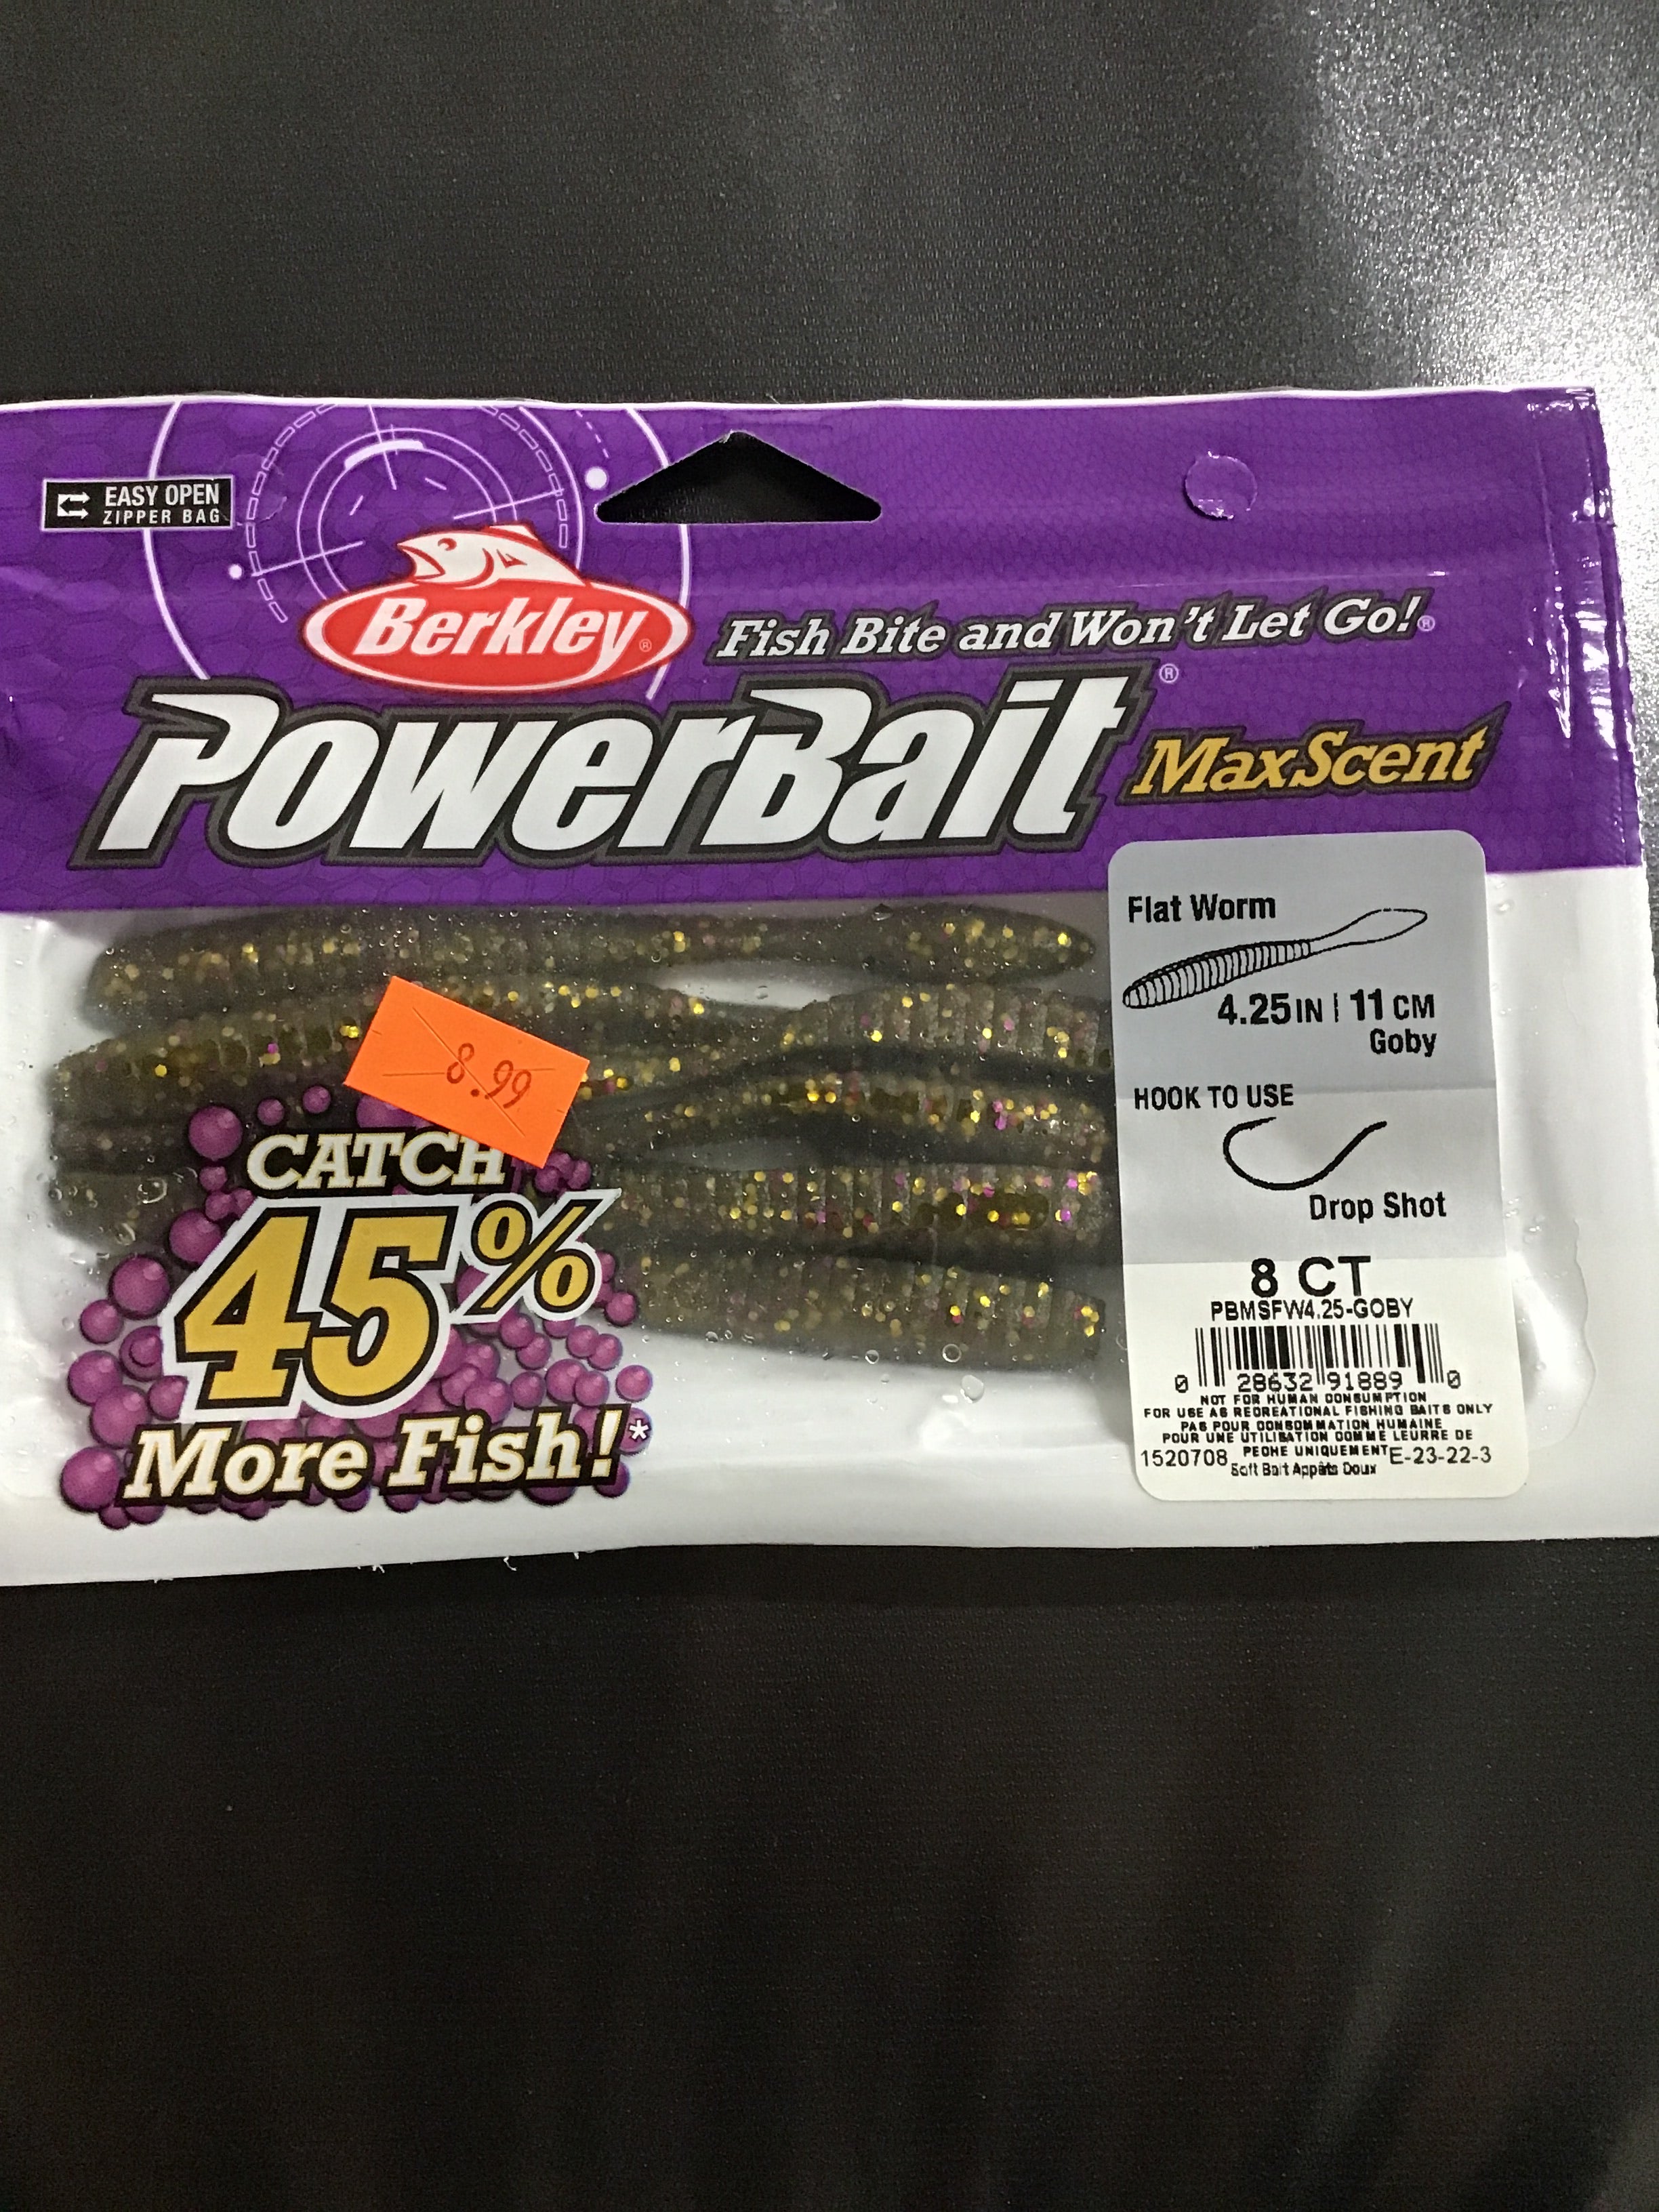 EASY OPEN
ZIPPER BAG
Berkley®
Fish Bite and Won't Let Go!®
PowerBait®
MaxScent
8.99
CATCH
45%
More Fish!*
Flat Worm
4.25 IN | 11 CM
Goby
HOOK TO USE
Drop Shot
8 CT
PBMSFW4.25-GOBY
0 28632 91889 0
NOT FOR HUMAN CONSUMPTION
FOR USE AS RECREATIONAL FISHING BAITS ONLY
PAS POUR CONSOMMATION HUMAINE
POUR UNE UTILISATION COMME LEURRE DE
PECHE UNIQUEMENT
1520708 E-23-22-3
Soft Bait Appâts Doux